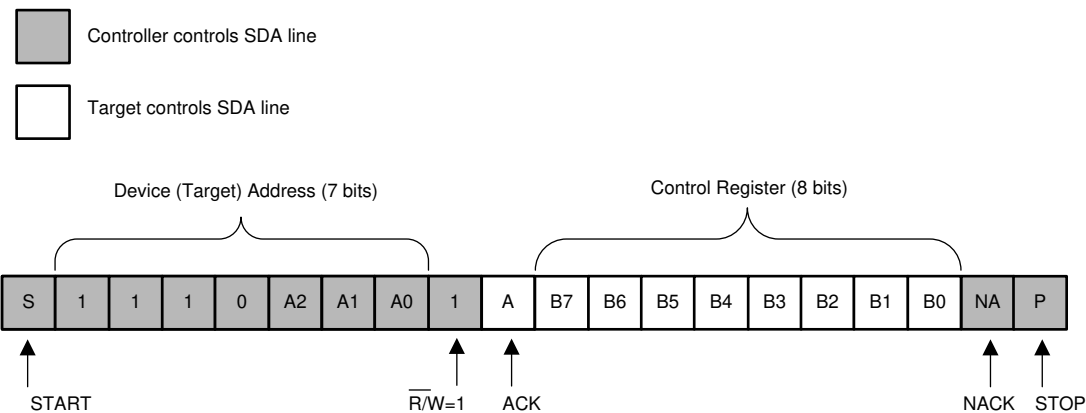 Controller controls SDA line
Target controls SDA line
Device (Target) Address (7 bits)
Control Register (8 bits)
S 1 1 1 0 A2 A1 A0 1 A B7 B6 B5 B4 B3 B2 B1 B0 NA P
START R/W=1 ACK NACK STOP